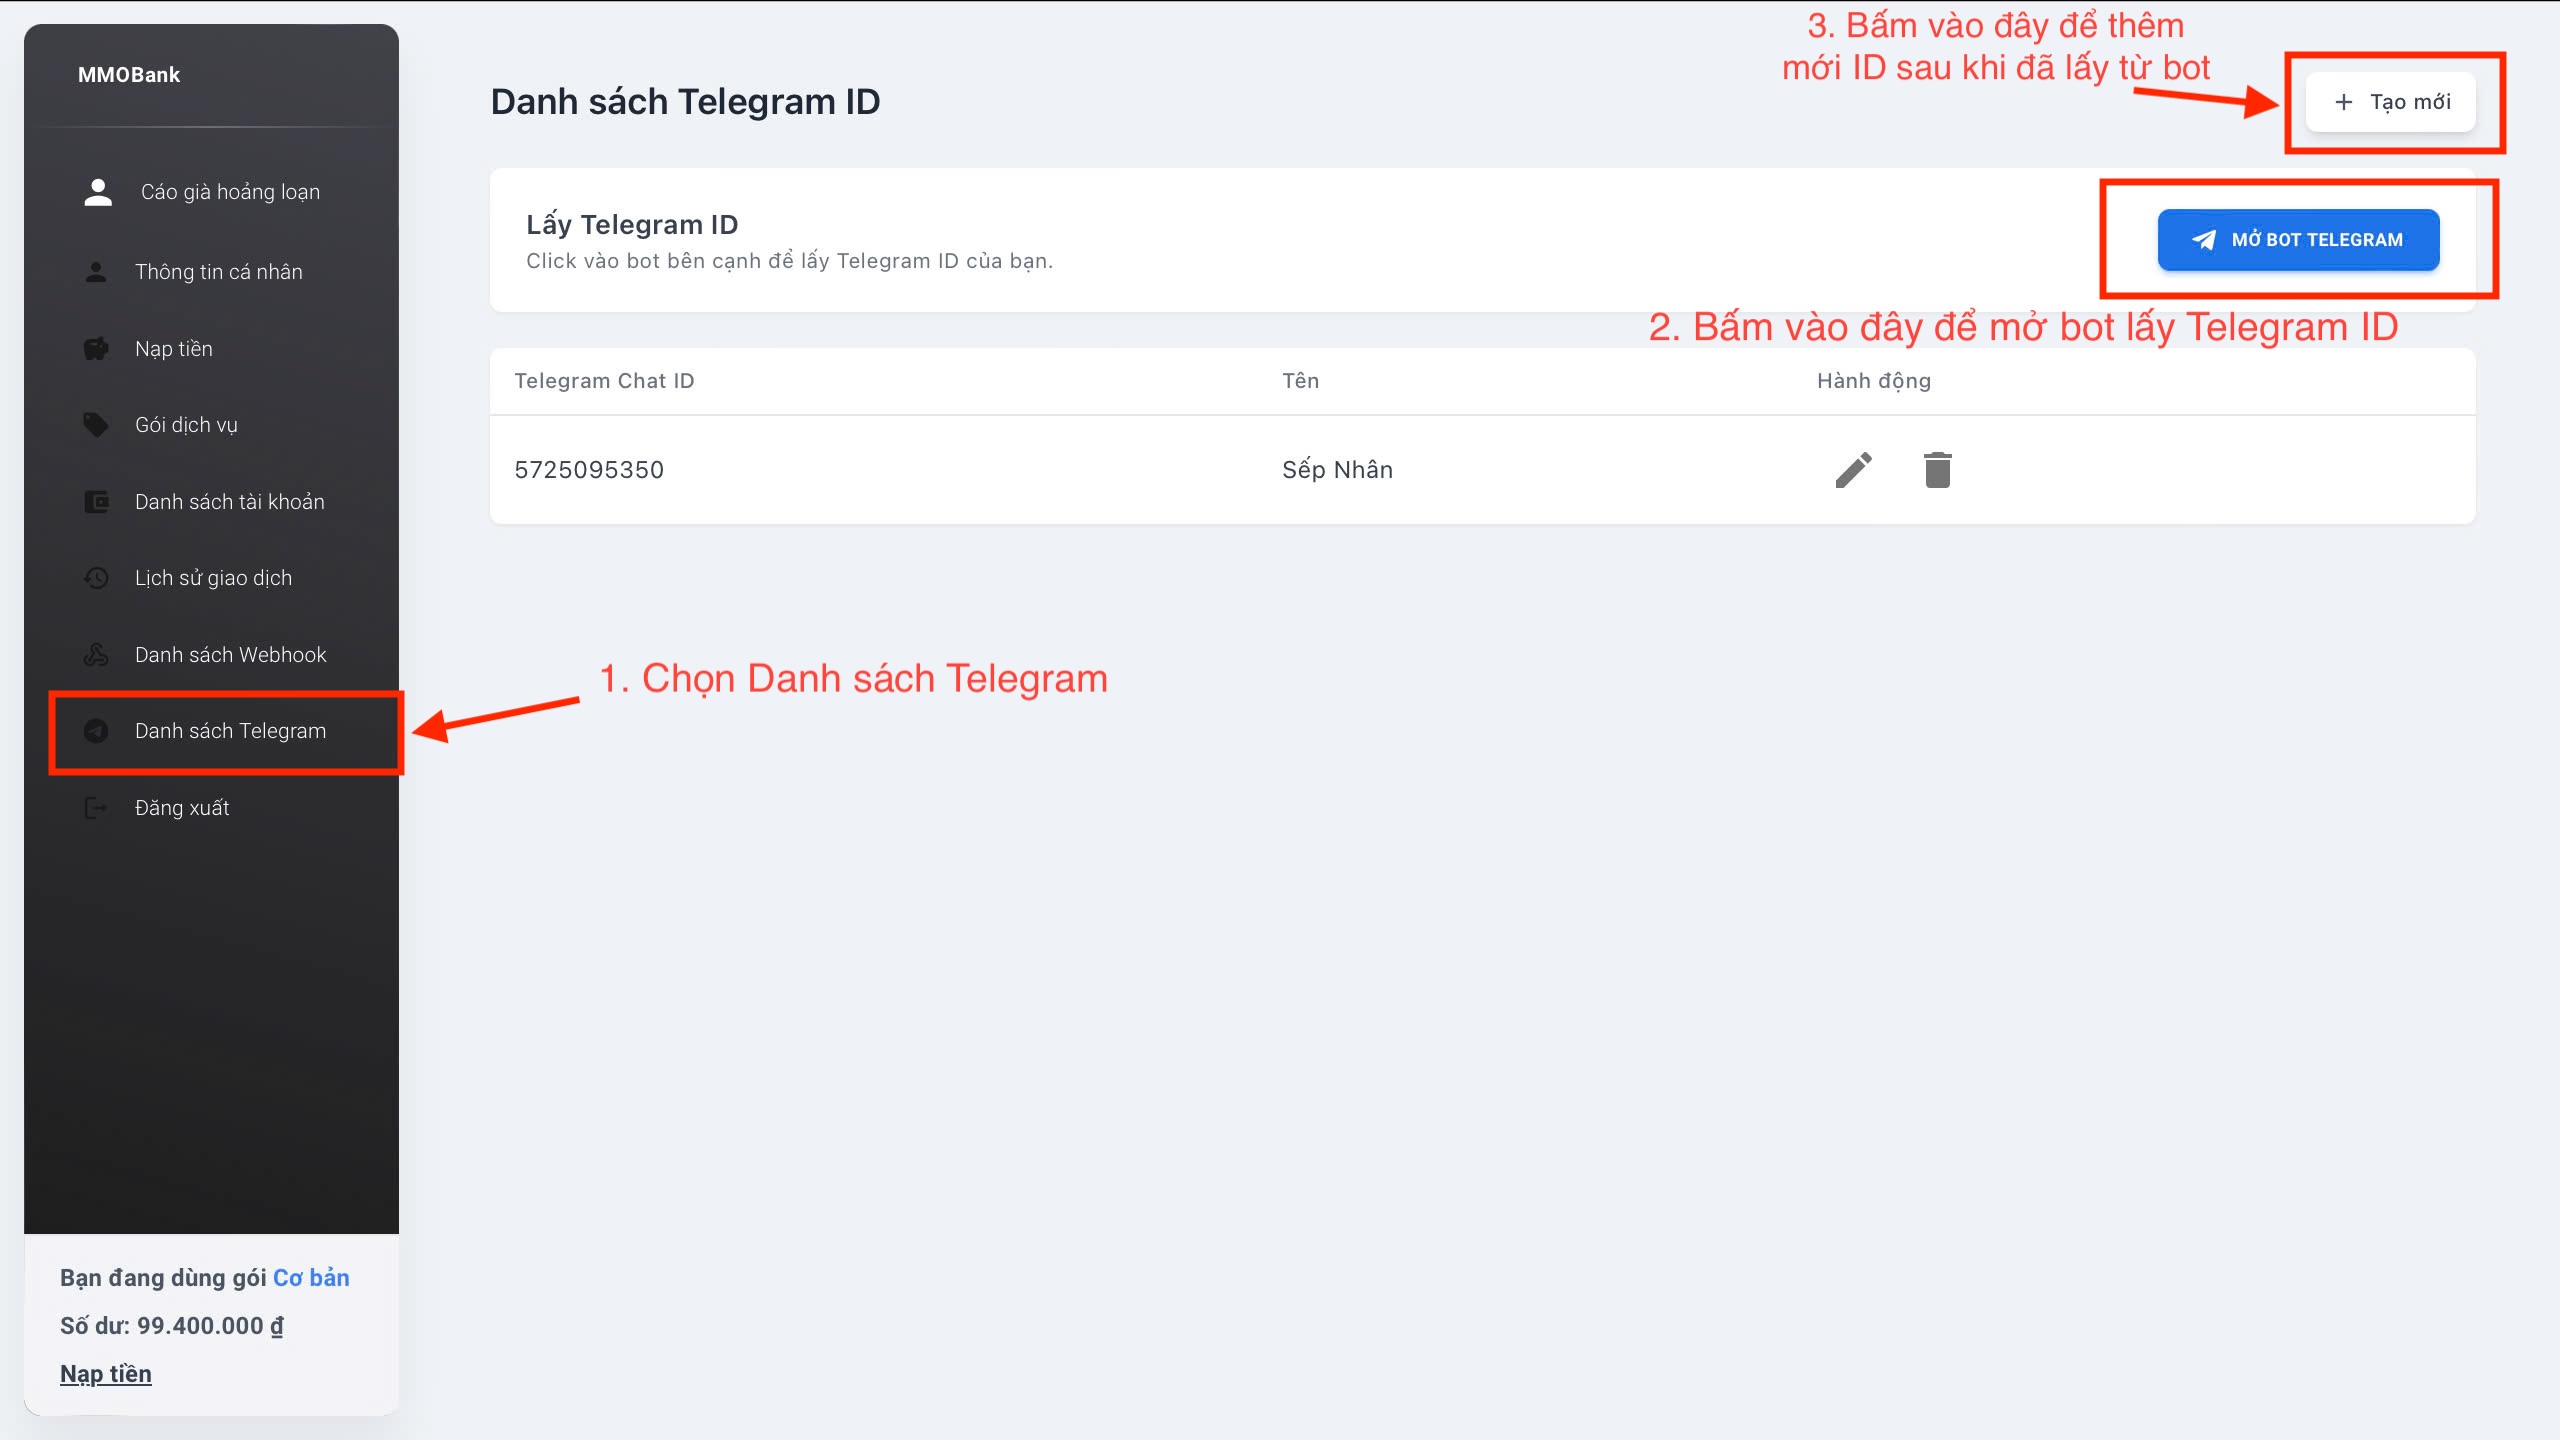 MMOBank
Cáo già hoảng loạn
Thông tin cá nhân
Nạp tiền
Gói dịch vụ
Danh sách tài khoản
Lịch sử giao dịch
Danh sách Webhook
Danh sách Telegram
Đăng xuất
Bạn đang dùng gói Cơ bản
Số dư: 99.400.000 ₫
Nạp tiền
3. Bấm vào đây để thêm
mới ID sau khi đã lấy từ bot
Danh sách Telegram ID
+ Tạo mới
Lấy Telegram ID
Click vào bot bên cạnh để lấy Telegram ID của bạn.
MỞ BOT TELEGRAM
2. Bấm vào đây để mở bot lấy Telegram ID
Telegram Chat ID Tên Hành động
5725095350 Sếp Nhân
1. Chọn Danh sách Telegram